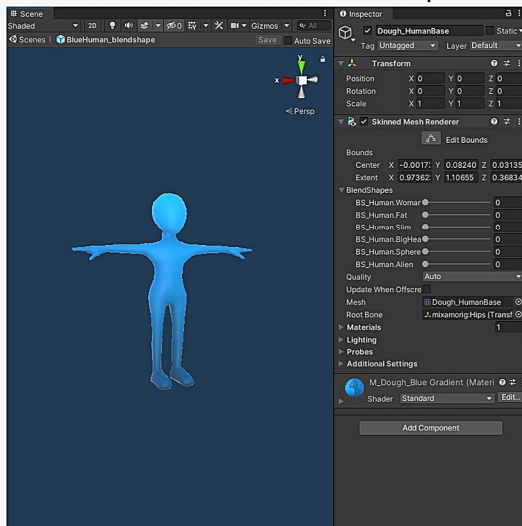 Scene
Shaded
2D
0
Gizmos
All
Scenes
BlueHuman_blendshape
Save
Auto Save
y
x
< Persp
Inspector
Dough_HumanBase
Static
Tag Untagged
Layer Default
Transform
Position X 0 Y 0 Z 0
Rotation X 0 Y 0 Z 0
Scale X 1 Y 1 Z 1
Skinned Mesh Renderer
Edit Bounds
Bounds
Center X -0.0017: Y 0.08240 Z 0.03135
Extent X 0.97362 Y 1.10655 Z 0.36834
BlendShapes
BS_Human.Womar 0
BS_Human.Fat 0
BS_Human.Slim 0
BS_Human.BigHea 0
BS_Human.Sphere 0
BS_Human.Alien 0
Quality Auto
Update When Offscre
Mesh Dough_HumanBase
Root Bone mixamorig:Hips (Transf
Materials 1
Lighting
Probes
Additional Settings
M_Dough_Blue Gradient (Materi
Shader Standard Edit...
Add Component